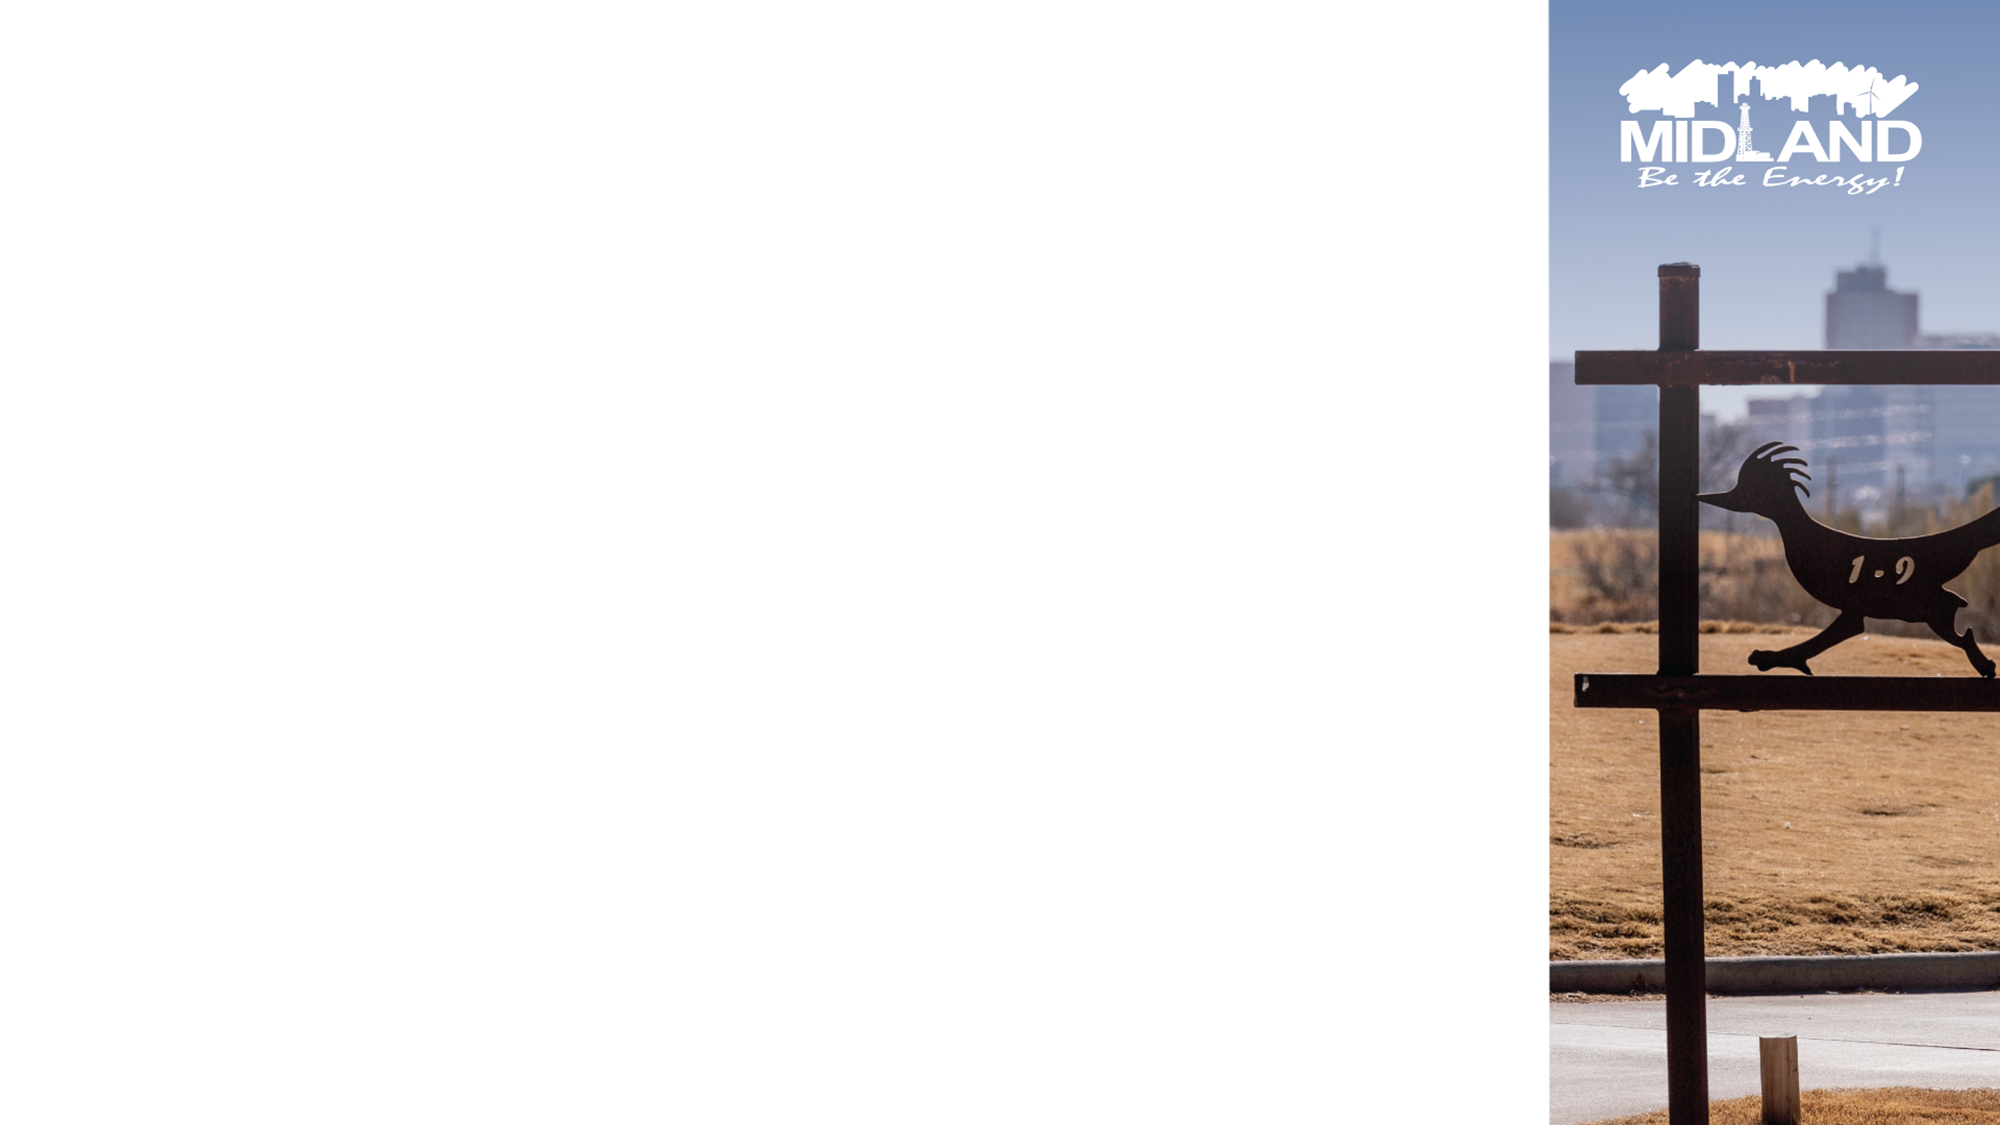 MIDLAND
Be the Energy!
1-9